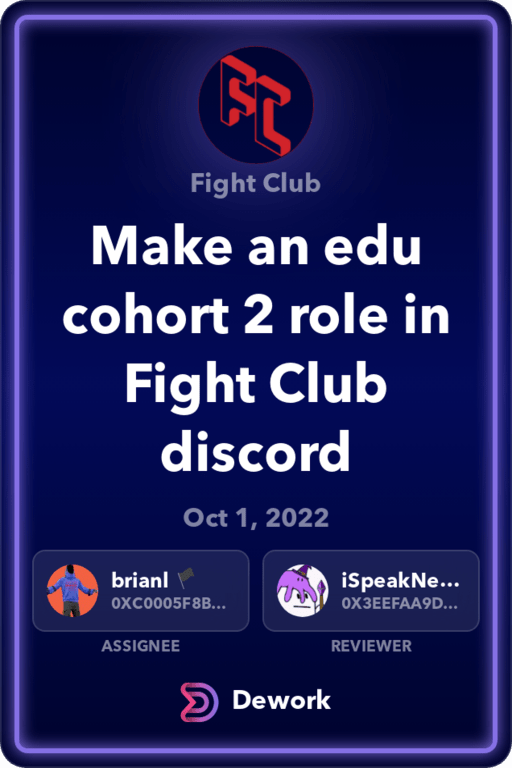 FC
Fight Club
Make an edu
cohort 2 role in
Fight Club
discord
Oct 1, 2022
brianl
0XC0005F8B...
ASSIGNEE
iSpeakNe...
0X3EEFAA9D...
REVIEWER
Dework